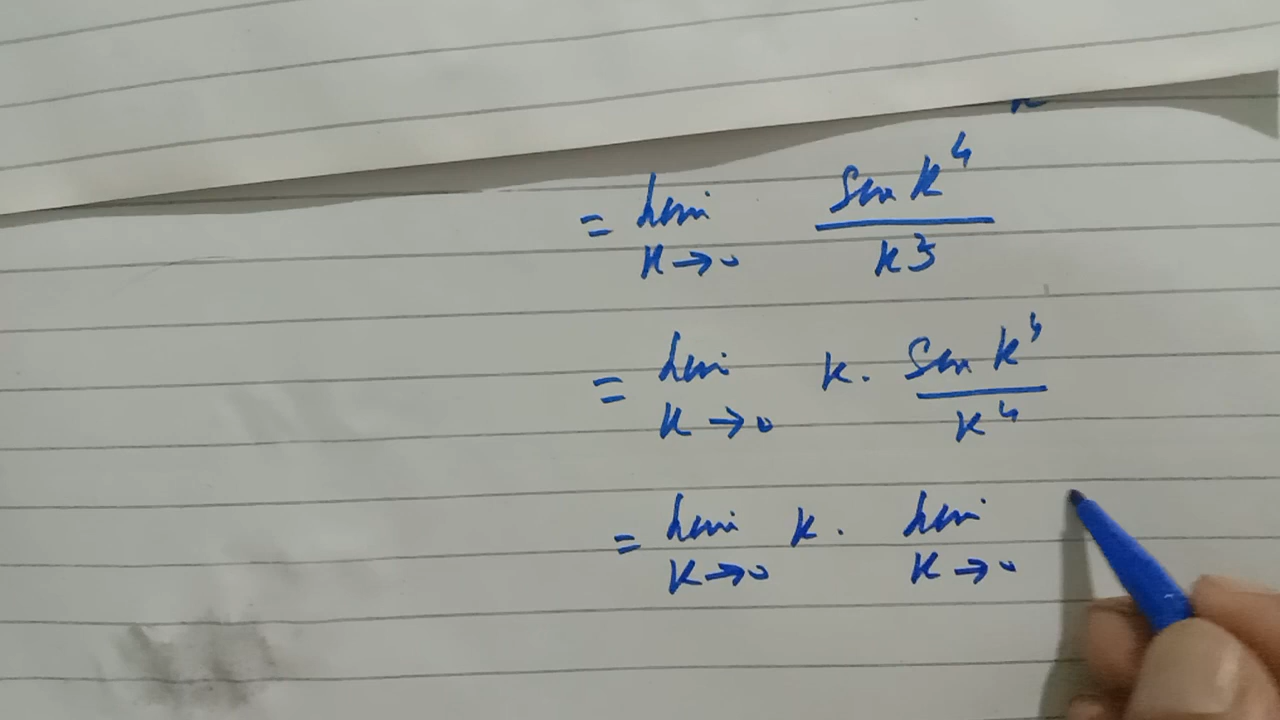 = lim k→0 sin k⁴ / k³
= lim k→0 k. sin k⁴ / k⁴
= lim k→0 k. lim k→0